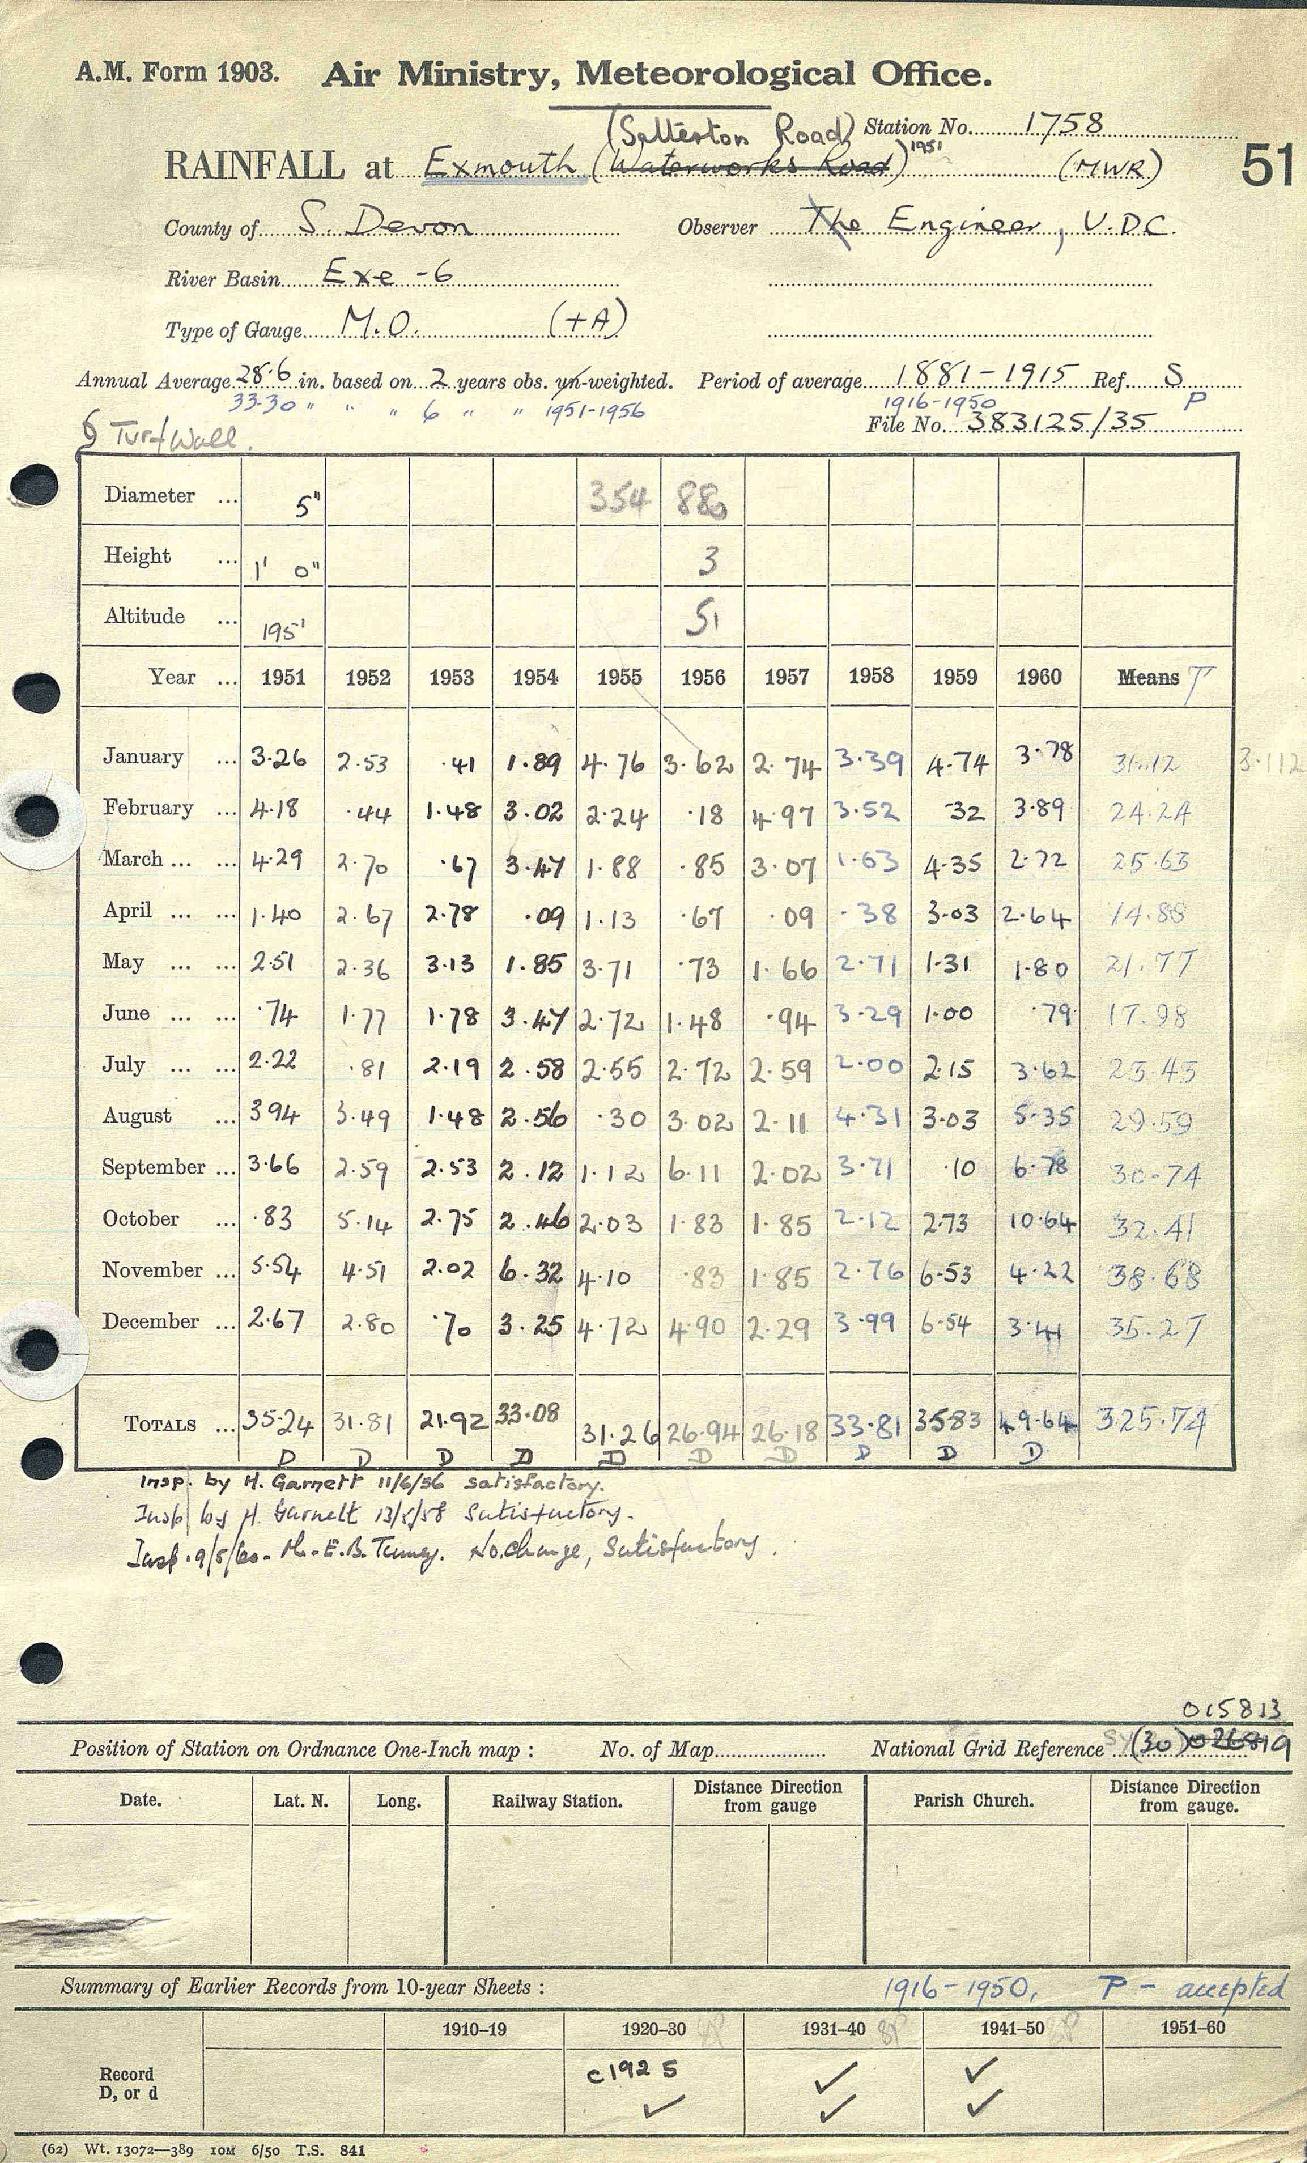 A.M. Form 1903. Air Ministry, Meteorological Office.
(Salterton Road) Station No. 1758
RAINFALL at Exmouth (Waterworks Road) 1951 (MWR) 51
County of S. Devon Observer The Engineer, U.D.C.
River Basin Exe - 6
Type of Gauge M.O. (+A)
Annual Average 28.6 in. based on 2 years obs. un-weighted. Period of average 1881-1915 Ref. S
33.30 " " " 6 " " 1951-1956 1916-1950 P
File No. 383125/35
§ Turf Wall.
Diameter ... 5" 354 880
Height ... 1' 0" 3
Altitude ... 195' 51
Year ... 1951 1952 1953 1954 1955 1956 1957 1958 1959 1960 Means T
January ... 3.26 2.53 .41 1.89 4.76 3.62 2.74 3.39 4.74 3.78 31.12 3.112
February ... 4.18 .44 1.48 3.02 2.24 .18 4.97 3.52 .32 3.89 24.24
March ... ... 4.29 2.70 .67 3.47 1.88 .85 3.07 1.63 4.35 2.72 25.63
April ... ... 1.40 2.67 2.78 .09 1.13 .67 .09 .38 3.03 2.64 14.88
May ... ... 2.51 2.36 3.13 1.85 3.71 .73 1.66 2.71 1.31 1.80 21.77
June ... ... .74 1.77 1.78 3.47 2.72 1.48 .94 3.29 1.00 .79 17.98
July ... ... 2.22 .81 2.19 2.58 2.55 2.72 2.59 2.00 2.15 3.62 23.43
August ... 3.94 3.49 1.48 2.56 .30 3.02 2.11 4.31 3.03 5.35 29.59
September ... 3.66 2.59 2.53 2.12 1.12 6.11 2.02 3.71 .10 6.78 30.74
October ... .83 5.14 2.75 2.46 2.03 1.83 1.85 2.12 2.73 10.64 32.41
November ... 5.54 4.51 2.02 6.32 4.10 .83 1.85 2.76 6.53 4.22 38.68
December ... 2.67 2.80 .70 3.25 4.72 4.90 2.29 3.99 6.54 3.41 35.27
TOTALS ... 35.24 31.81 21.92 33.08 31.26 26.94 26.18 33.81 35.83 49.64 325.74
D D D D D D D D D D
Insp. by H. Garnett 11/6/56 satisfactory.
Insp by H. Garnett 13/5/58 Satisfactory.
Insp. 9/5/60 - E.B. No change, Satisfactory.
015813
Position of Station on Ordnance One-Inch map : No. of Map National Grid Reference SY (30) 026819
Date. Lat. N. Long. Railway Station. Distance Direction from gauge Parish Church. Distance Direction from gauge.
Summary of Earlier Records from 10-year Sheets : 1916-1950, P - accepted
1910–19 1920–30 1931–40 1941–50 1951–60
Record c1925 ✓ ✓
D, or d ✓ ✓ ✓
(62) Wt. 13072—389 10M 6/50 T.S. 841